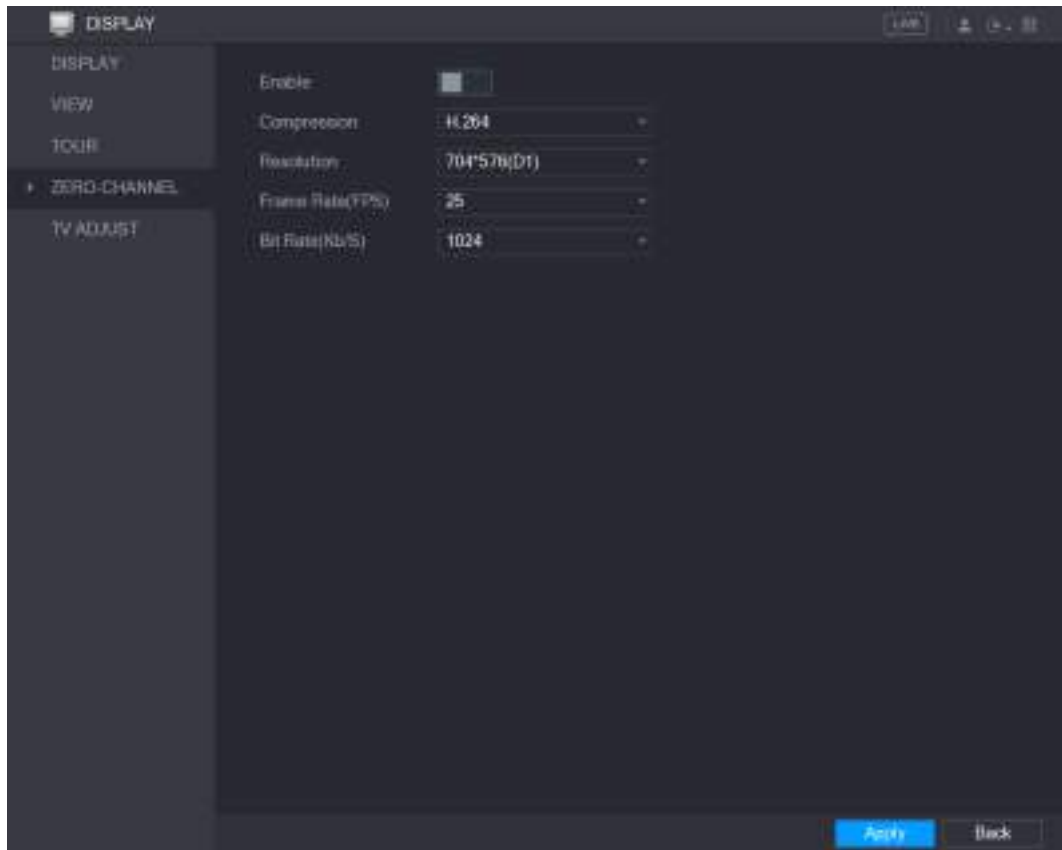 DISPLAY
LIVE
DISPLAY
VIEW
TOUR
ZERO-CHANNEL
TV ADJUST
Enable
Compression H.264
Resolution 704*576(D1)
Frame Rate(FPS) 25
Bit Rate(Kb/S) 1024
Apply Back